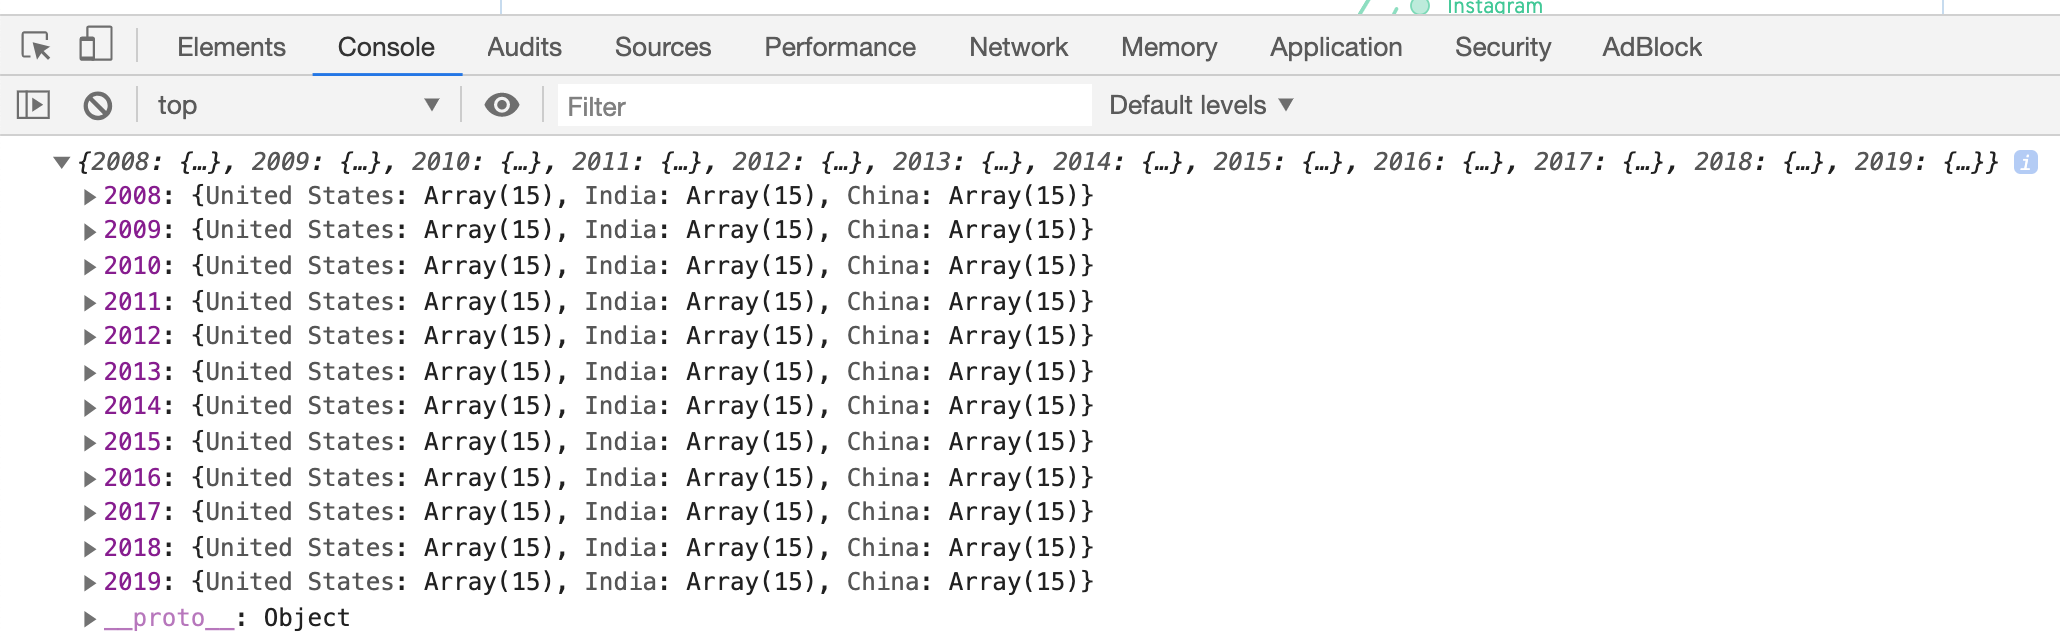 Instagram
Elements Console Audits Sources Performance Network Memory Application Security AdBlock
top Filter Default levels
{2008: {…}, 2009: {…}, 2010: {…}, 2011: {…}, 2012: {…}, 2013: {…}, 2014: {…}, 2015: {…}, 2016: {…}, 2017: {…}, 2018: {…}, 2019: {…}} i
2008: {United States: Array(15), India: Array(15), China: Array(15)}
2009: {United States: Array(15), India: Array(15), China: Array(15)}
2010: {United States: Array(15), India: Array(15), China: Array(15)}
2011: {United States: Array(15), India: Array(15), China: Array(15)}
2012: {United States: Array(15), India: Array(15), China: Array(15)}
2013: {United States: Array(15), India: Array(15), China: Array(15)}
2014: {United States: Array(15), India: Array(15), China: Array(15)}
2015: {United States: Array(15), India: Array(15), China: Array(15)}
2016: {United States: Array(15), India: Array(15), China: Array(15)}
2017: {United States: Array(15), India: Array(15), China: Array(15)}
2018: {United States: Array(15), India: Array(15), China: Array(15)}
2019: {United States: Array(15), India: Array(15), China: Array(15)}
__proto__: Object